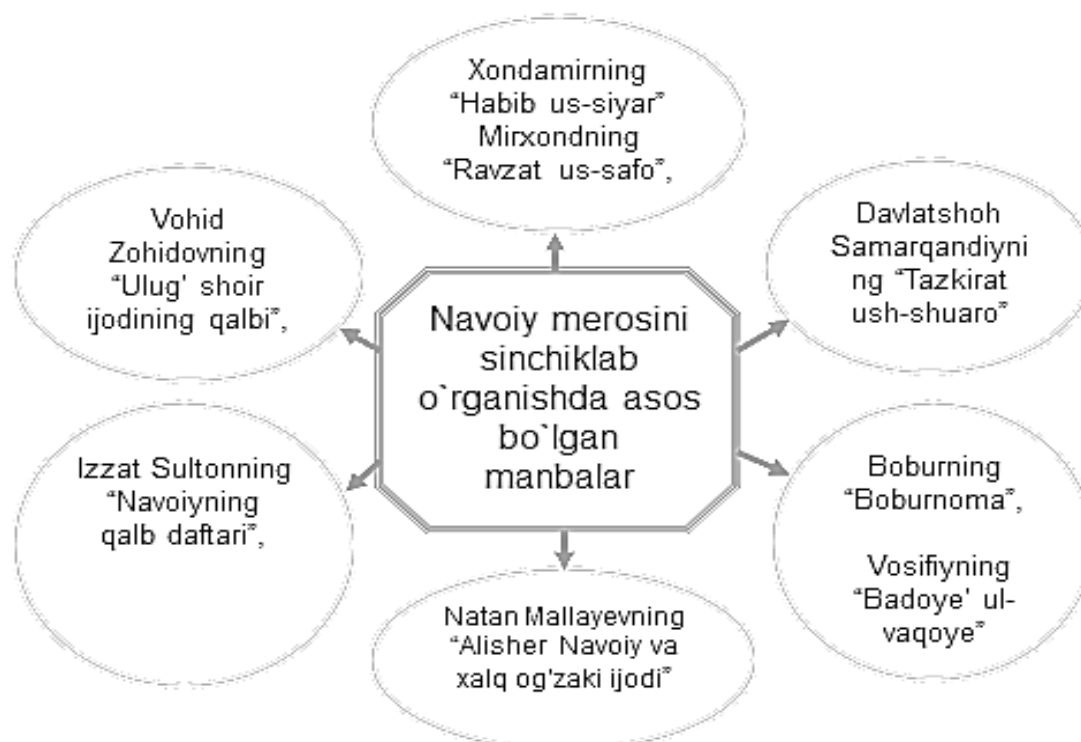 Xondamirning
“Habib us-siyar”
Mirxondning
“Ravzat us-safo”,
Vohid
Zohidovning
“Ulug' shoir
ijodining qalbi”,
Davlatshoh
Samarqandiyni
ng “Tazkirat
ush-shuaro”
Navoiy merosini
sinchiklab
o`rganishda asos
bo`lgan
manbalar
Izzat Sultonning
“Navoiyning
qalb daftari”,
Boburning
“Boburnoma”,
Vosifiyning
“Badoye' ul-
vaqoye”
Natan Mallayevning
“Alisher Navoiy va
xalq og'zaki ijodi”